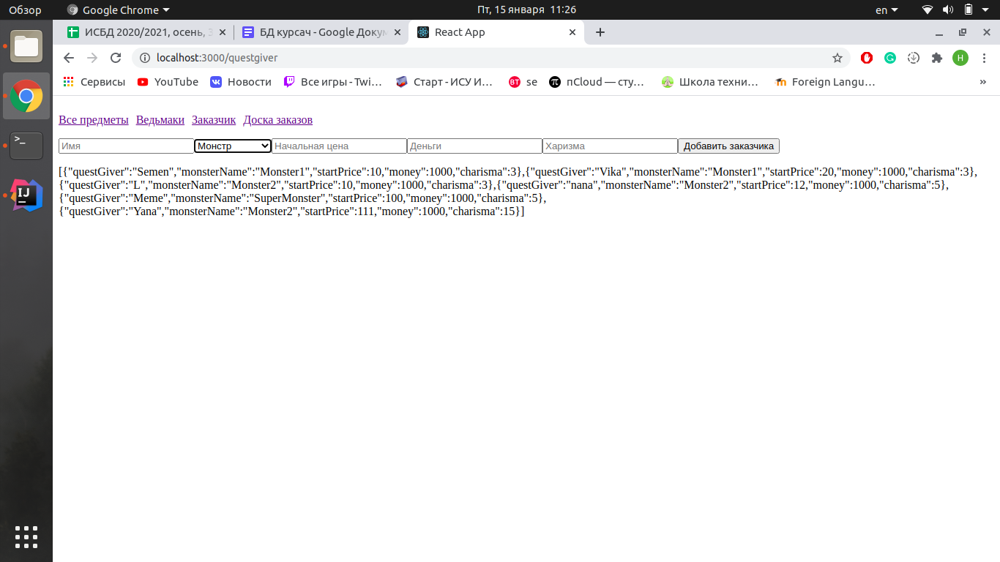 Обзор Google Chrome Пт, 15 января 11:26 en
ИСБД 2020/2021, осень, БД курсач - Google Докум React App
localhost:3000/questgiver H
Сервисы YouTube Новости Все игры - Twi… Старт - ИСУ И… se пCloud — сту… Школа техни… Foreign Langu… »
Все предметы Ведьмаки Заказчик Доска заказов
Имя Монстр Начальная цена Деньги Харизма Добавить заказчика
[{"questGiver":"Semen","monsterName":"Monster1","startPrice":10,"money":1000,"charisma":3},{"questGiver":"Vika","monsterName":"Monster1","startPrice":20,"money":1000,"charisma":3},
{"questGiver":"L","monsterName":"Monster2","startPrice":10,"money":1000,"charisma":3},{"questGiver":"nana","monsterName":"Monster2","startPrice":12,"money":1000,"charisma":5},
{"questGiver":"Meme","monsterName":"SuperMonster","startPrice":100,"money":1000,"charisma":5},
{"questGiver":"Yana","monsterName":"Monster2","startPrice":111,"money":1000,"charisma":15}]